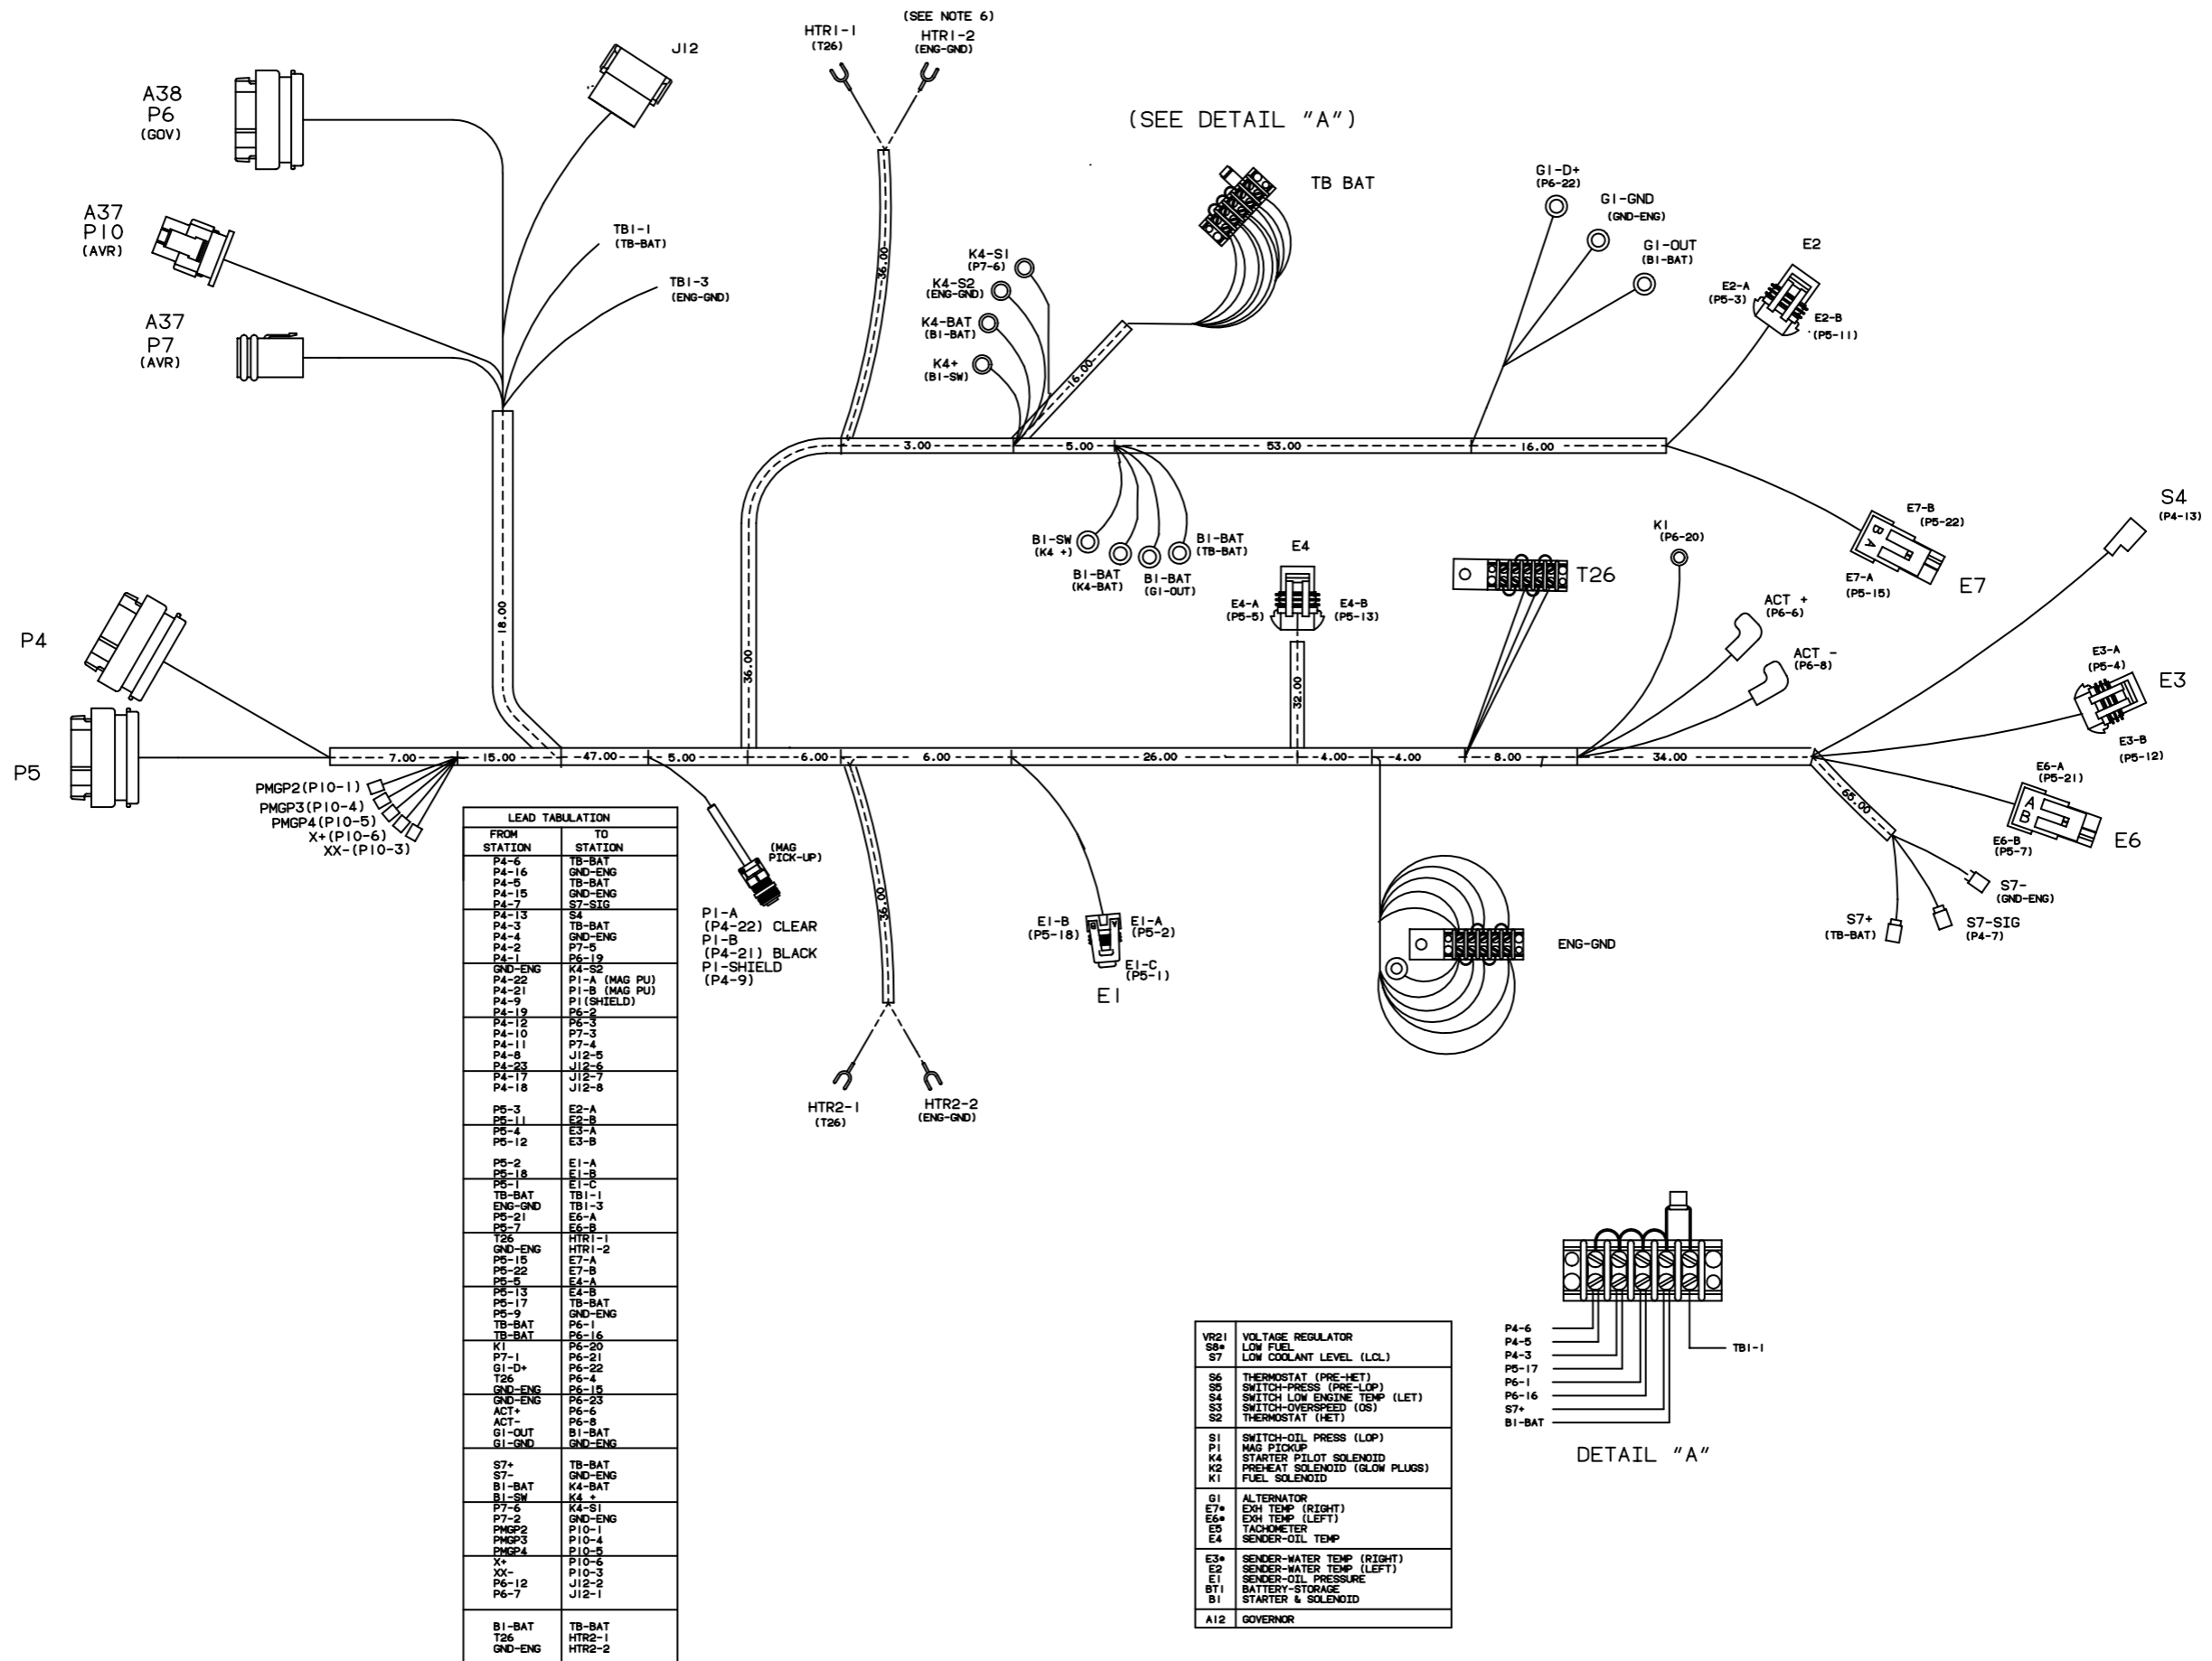 (SEE NOTE 6)
HTR1-1
(T26)
HTR1-2
(ENG-GND)
J12
A38
P6
(GOV)
(SEE DETAIL "A")
TB BAT
G1-D+
(P6-22)
G1-GND
(GND-ENG)
G1-OUT
(B1-BAT)
E2
E2-A
(P5-3)
E2-B
(P5-11)
A37
P10
(AVR)
TB1-1
(TB-BAT)
TB1-3
(ENG-GND)
K4-S1
(P7-6)
K4-S2
(ENG-GND)
K4-BAT
(B1-BAT)
K4+
(B1-SW)
A37
P7
(AVR)
36.00
16.00
3.00
5.00
53.00
16.00
B1-SW
(K4 +)
B1-BAT
(K4-BAT)
B1-BAT
(G1-OUT)
B1-BAT
(TB-BAT)
E4
E4-A
(P5-5)
E4-B
(P5-13)
T26
K1
(P6-20)
E7-B
(P5-22)
B
A
E7-A
(P5-15)
E7
S4
(P4-13)
ACT +
(P6-6)
ACT -
(P6-8)
E3-A
(P5-4)
E3
E3-B
(P5-12)
P4
P5
18.00
36.00
32.00
7.00
15.00
47.00
5.00
6.00
6.00
26.00
4.00
4.00
8.00
34.00
65.00
E6-A
(P5-21)
A
B
E6-B
(P5-7)
E6
S7-
(GND-ENG)
S7-SIG
(P4-7)
S7+
(TB-BAT)
PMGP2(P10-1)
PMGP3(P10-4)
PMGP4(P10-5)
X+(P10-6)
XX-(P10-3)
(MAG
PICK-UP)
P1-A
(P4-22) CLEAR
P1-B
(P4-21) BLACK
P1-SHIELD
(P4-9)
36.00
E1-B
(P5-18)
E1-A
(P5-2)
E1-C
(P5-1)
E1
ENG-GND
HTR2-1
(T26)
HTR2-2
(ENG-GND)
LEAD TABULATION
FROM STATION TO STATION
P4-6 TB-BAT
P4-16 GND-ENG
P4-5 TB-BAT
P4-15 GND-ENG
P4-7 S7-SIG
P4-13 S4
P4-3 TB-BAT
P4-4 GND-ENG
P4-2 P7-5
P4-1 P6-19
GND-ENG K4-S2
P4-22 P1-A (MAG PU)
P4-21 P1-B (MAG PU)
P4-9 P1(SHIELD)
P4-19 P6-2
P4-12 P6-3
P4-10 P7-3
P4-11 P7-4
P4-8 J12-5
P4-23 J12-6
P4-17 J12-7
P4-18 J12-8
P5-3 E2-A
P5-11 E2-B
P5-4 E3-A
P5-12 E3-B
P5-2 E1-A
P5-18 E1-B
P5-1 E1-C
TB-BAT TB1-1
ENG-GND TB1-3
P5-21 E6-A
P5-7 E6-B
T26 HTR1-1
GND-ENG HTR1-2
P5-15 E7-A
P5-22 E7-B
P5-5 E4-A
P5-13 E4-B
P5-17 TB-BAT
P5-9 GND-ENG
TB-BAT P6-1
TB-BAT P6-16
K1 P6-20
P7-1 P6-21
G1-D+ P6-22
T26 P6-4
GND-ENG P6-15
GND-ENG P6-23
ACT+ P6-6
ACT- P6-8
G1-OUT B1-BAT
G1-GND GND-ENG
S7+ TB-BAT
S7- GND-ENG
B1-BAT K4-BAT
B1-SW K4 +
P7-6 K4-S1
P7-2 GND-ENG
PMGP2 P10-1
PMGP3 P10-4
PMGP4 P10-5
X+ P10-6
XX- P10-3
P6-12 J12-2
P6-7 J12-1
B1-BAT TB-BAT
T26 HTR2-1
GND-ENG HTR2-2
VR21 VOLTAGE REGULATOR
S8* LOW FUEL
S7 LOW COOLANT LEVEL (LCL)
S6 THERMOSTAT (PRE-HET)
S5 SWITCH-PRESS (PRE-LOP)
S4 SWITCH LOW ENGINE TEMP (LET)
S3 SWITCH-OVERSPEED (OS)
S2 THERMOSTAT (HET)
S1 SWITCH-OIL PRESS (LOP)
P1 MAG PICKUP
K4 STARTER PILOT SOLENOID
K2 PREHEAT SOLENOID (GLOW PLUGS)
K1 FUEL SOLENOID
G1 ALTERNATOR
E7* EXH TEMP (RIGHT)
E6* EXH TEMP (LEFT)
E5 TACHOMETER
E4 SENDER-OIL TEMP
E3* SENDER-WATER TEMP (RIGHT)
E2 SENDER-WATER TEMP (LEFT)
E1 SENDER-OIL PRESSURE
BT1 BATTERY-STORAGE
B1 STARTER & SOLENOID
A12 GOVERNOR
P4-6
P4-5
P4-3
P5-17
P6-1
P6-16
S7+
B1-BAT
TB1-1
DETAIL "A"